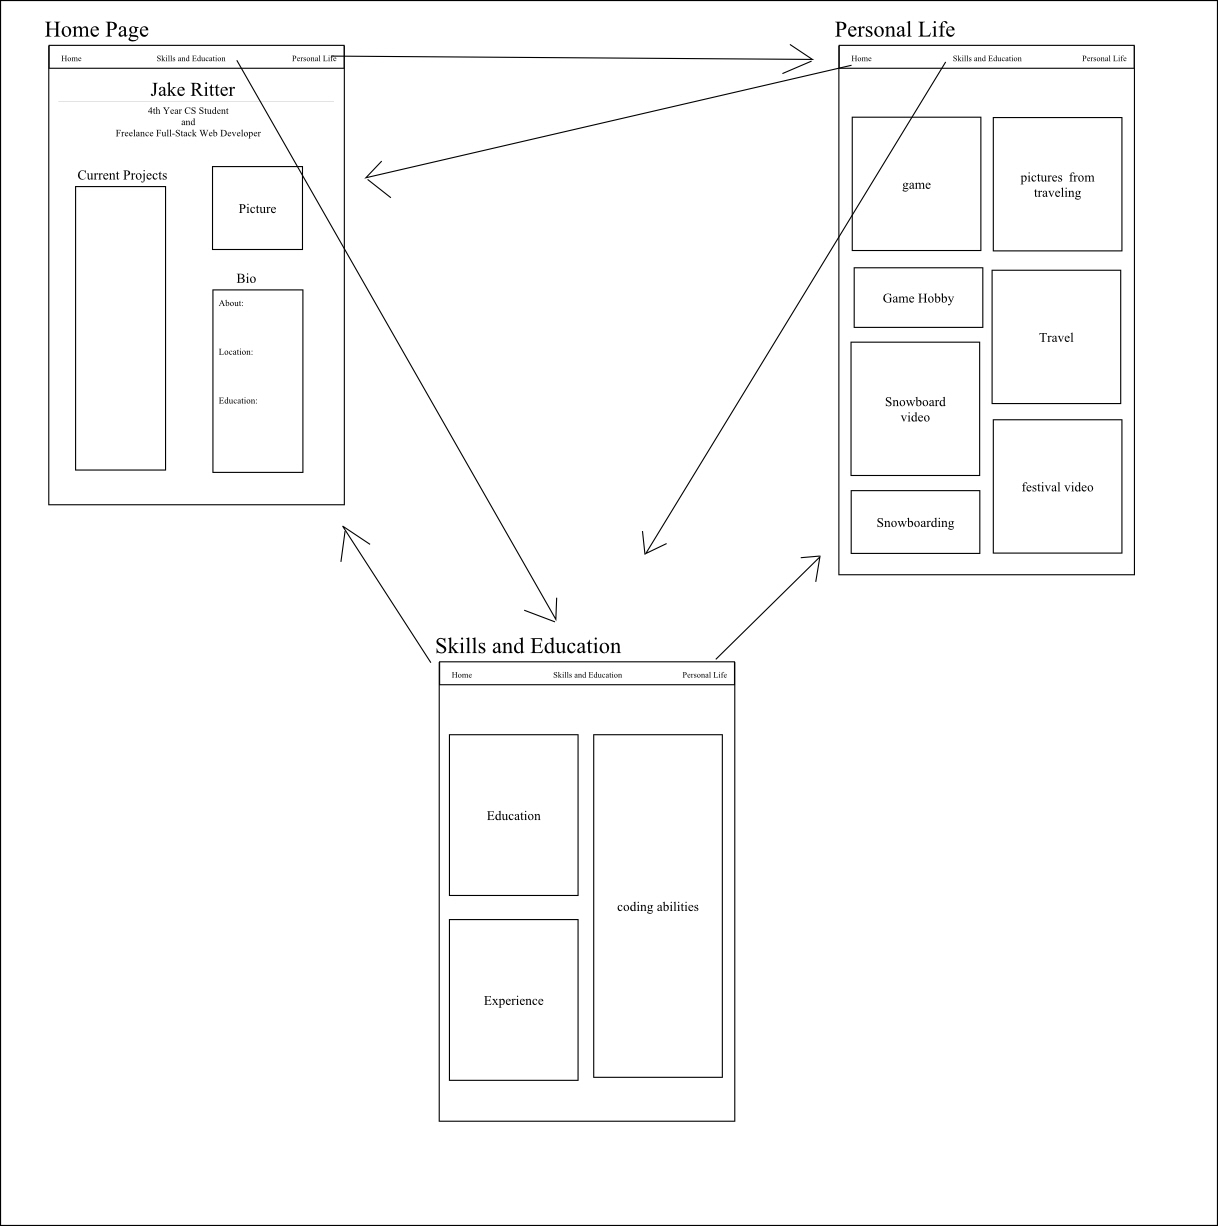 Home Page
Home Skills and Education Personal Life
Jake Ritter
4th Year CS Student
and
Freelance Full-Stack Web Developer
Current Projects
Picture
Bio
About:
Location:
Education:
Personal Life
Home Skills and Education Personal Life
game
pictures from
traveling
Game Hobby
Travel
Snowboard
video
festival video
Snowboarding
Skills and Education
Home Skills and Education Personal Life
Education
coding abilities
Experience